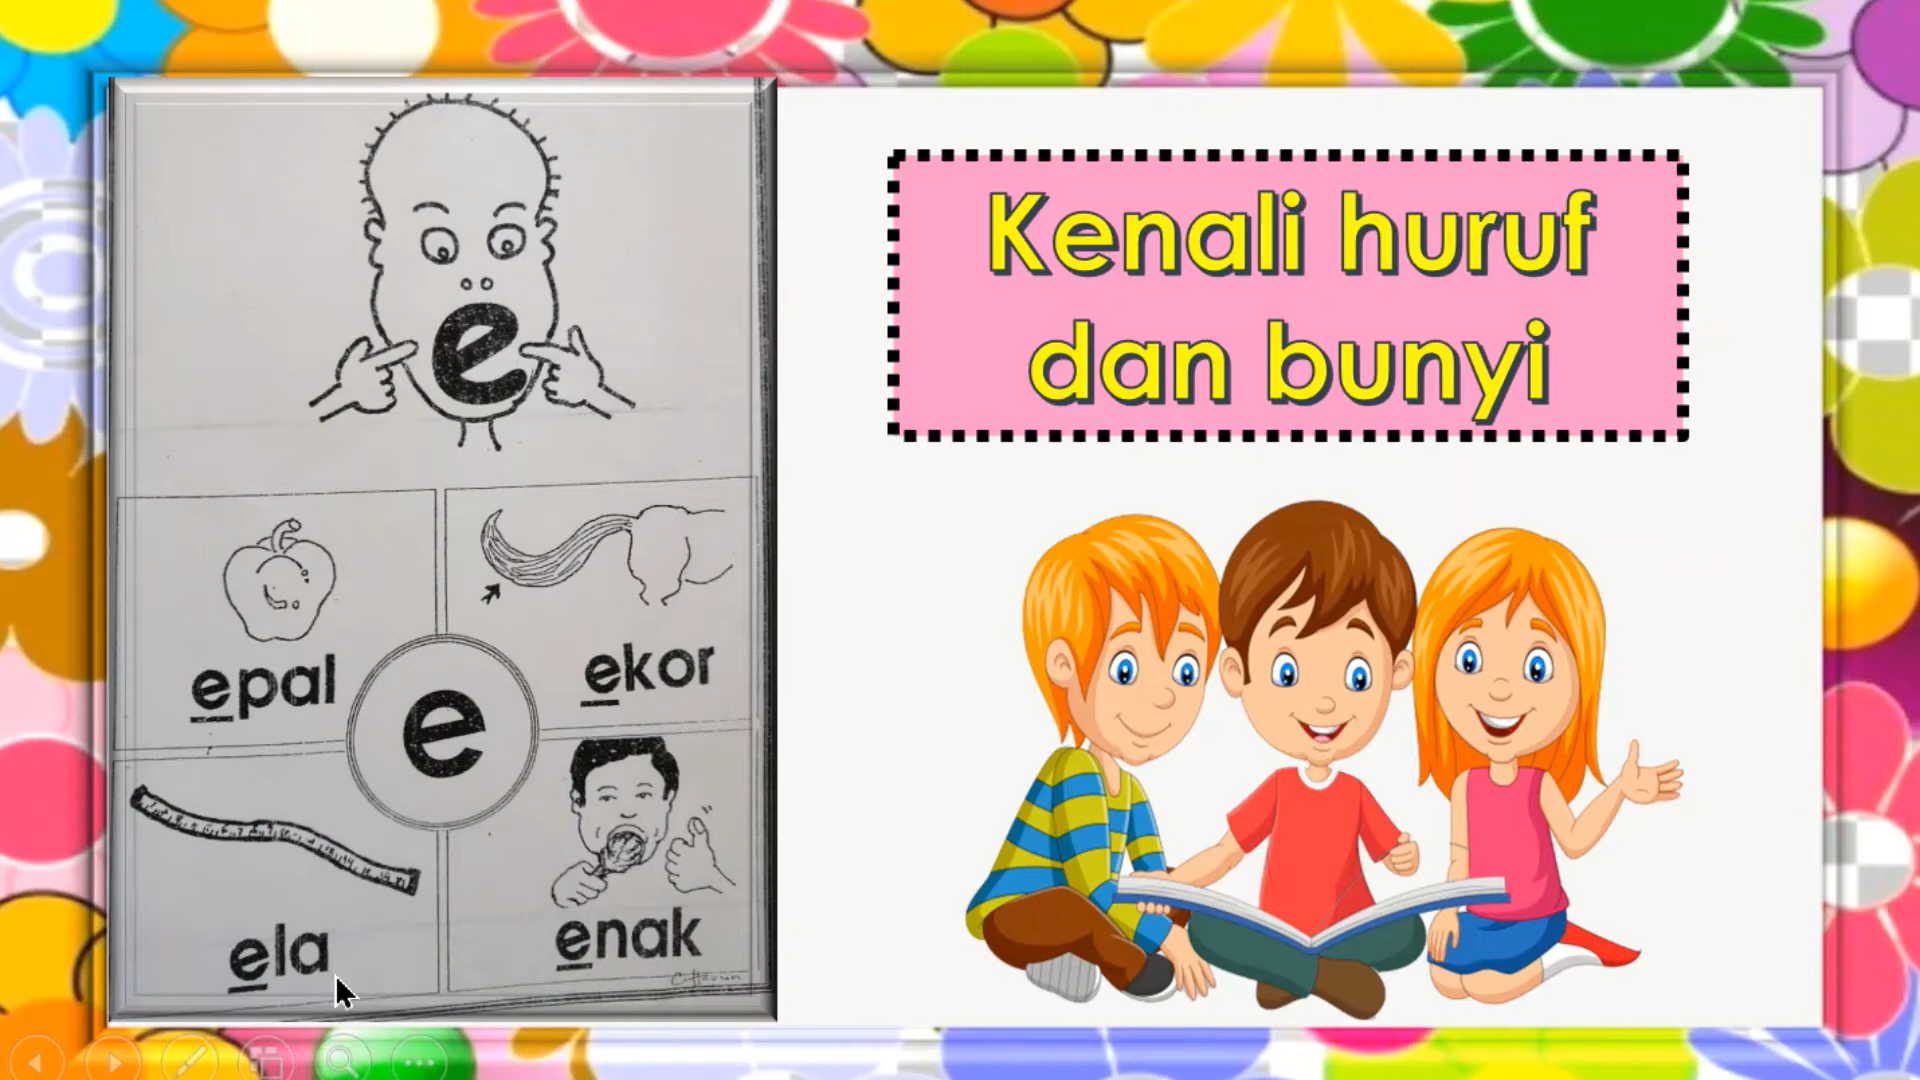 e
epal
ekor
e
ela
enak
Kenali huruf
dan bunyi